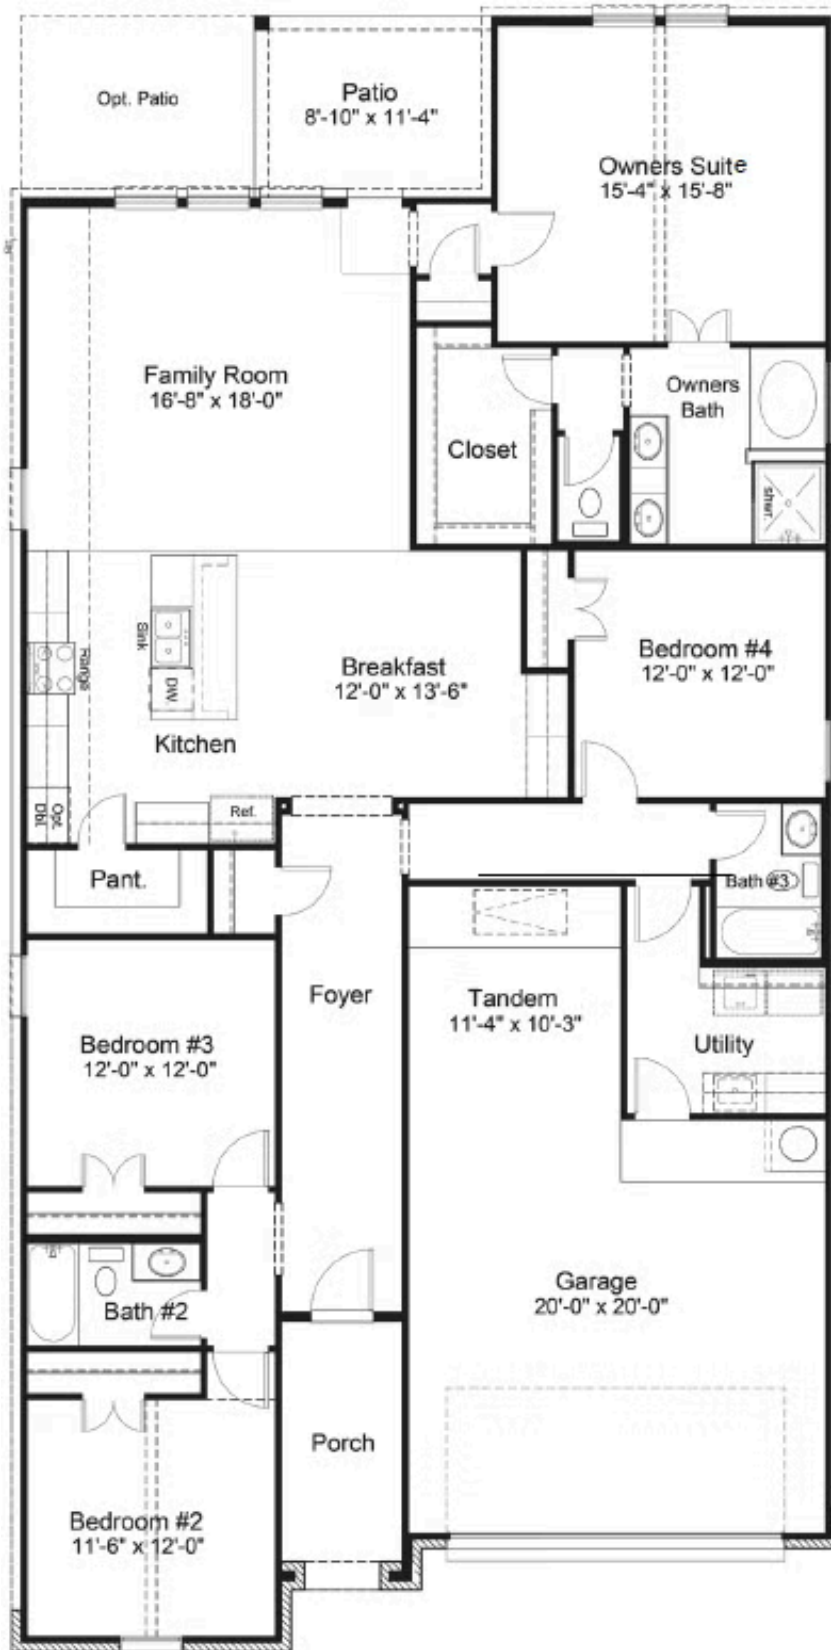 Opt. Patio
Patio
8'-10" x 11'-4"
Owners Suite
15'-4" x 15'-8"
Family Room
16'-8" x 18'-0"
Owners
Bath
Closet
shwr.
Sink
Range
DW
Breakfast
12'-0" x 13'-6"
Bedroom #4
12'-0" x 12'-0"
Kitchen
Opt.
Dbl.
Ref.
Pant.
Bath #3
Foyer
Tandem
11'-4" x 10'-3"
Bedroom #3
12'-0" x 12'-0"
Utility
Garage
20'-0" x 20'-0"
Bath #2
Porch
Bedroom #2
11'-6" x 12'-0"